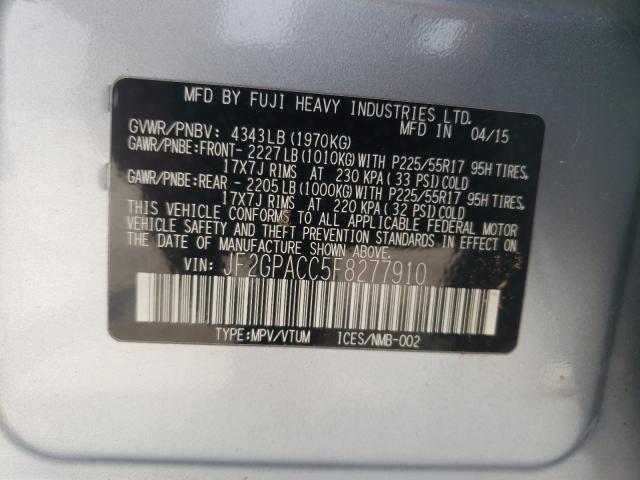 MFD BY FUJI HEAVY INDUSTRIES LTD.
MFD IN 04/15
GVWR/PNBV: 4343LB(1970KG)
GAWR/PNBE:FRONT- 2227LB(1010KG)WITH P225/55R17 95H TIRES,
17X7J RIMS AT 230 KPA(33 PSI)COLD
GAWR/PNBE:REAR - 2205LB(1000KG)WITH P225/55R17 95H TIRES,
17X7J RIMS AT 220 KPA(32 PSI)COLD
THIS VEHICLE CONFORMS TO ALL APPLICABLE FEDERAL MOTOR
VEHICLE SAFETY AND THEFT PREVENTION STANDARDS IN EFFECT ON
THE DATE OF MANUFACTURE SHOWN ABOVE.
VIN: JF2GPACC5F8277910
TYPE:MPV/VTUM ICES/NMB-002